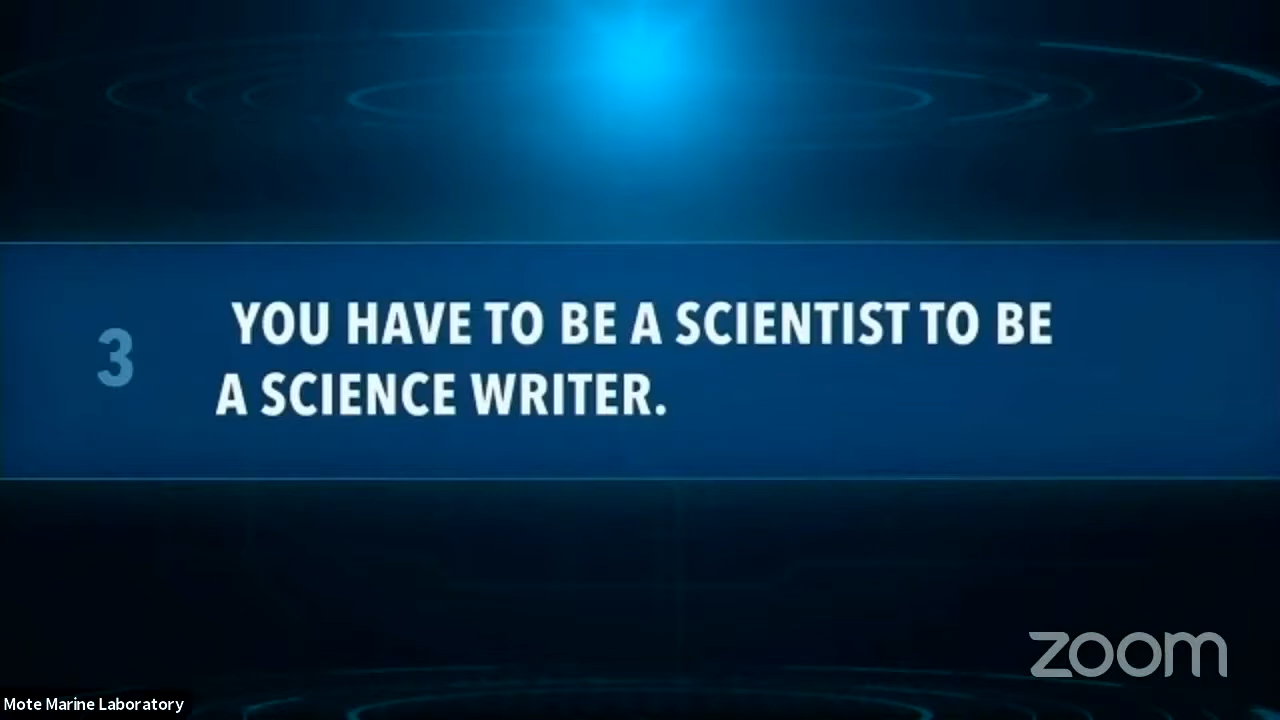 3
YOU HAVE TO BE A SCIENTIST TO BE
A SCIENCE WRITER.
zoom
Mote Marine Laboratory